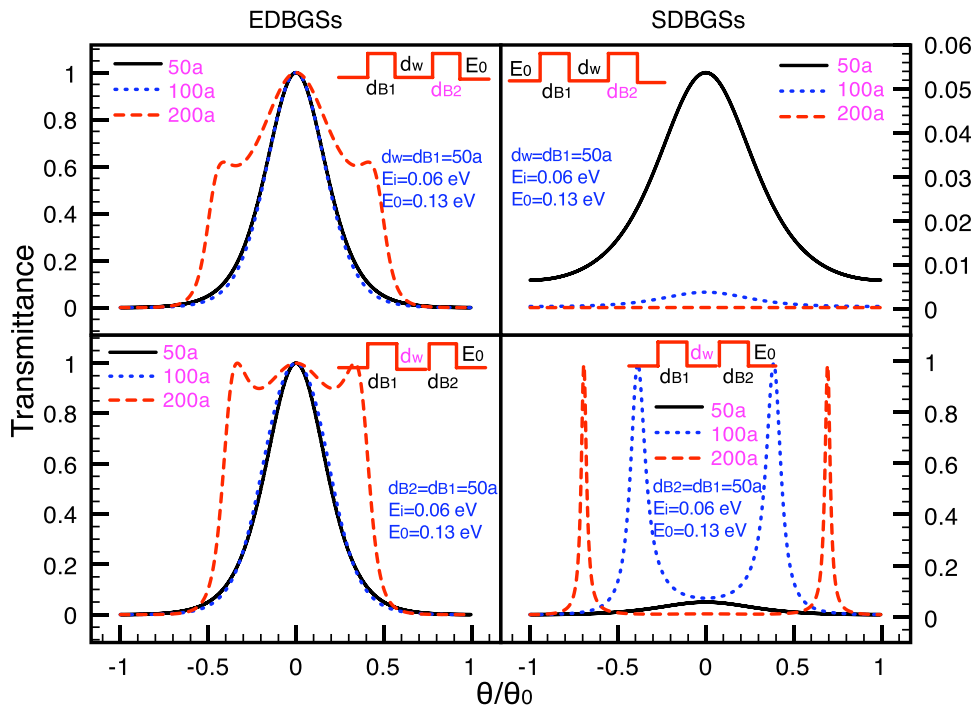 EDBGSs
SDBGSs
Transmittance
1
0.8
0.6
0.4
0.2
0
50a
100a
200a
dW
E0
dB1
dB2
dW=dB1=50a
Ei=0.06 eV
E0=0.13 eV
E0
dW
dB1
dB2
50a
100a
200a
dW=dB1=50a
Ei=0.06 eV
E0=0.13 eV
0.06
0.05
0.04
0.03
0.02
0.01
0
1
0.8
0.6
0.4
0.2
0
50a
100a
200a
dW
E0
dB1
dB2
dB2=dB1=50a
Ei=0.06 eV
E0=0.13 eV
-1
-0.5
0
0.5
1
dW
E0
dB1
dB2
50a
100a
200a
dB2=dB1=50a
Ei=0.06 eV
E0=0.13 eV
1
0.8
0.6
0.4
0.2
0
-1
-0.5
0
0.5
1
θ/θ0